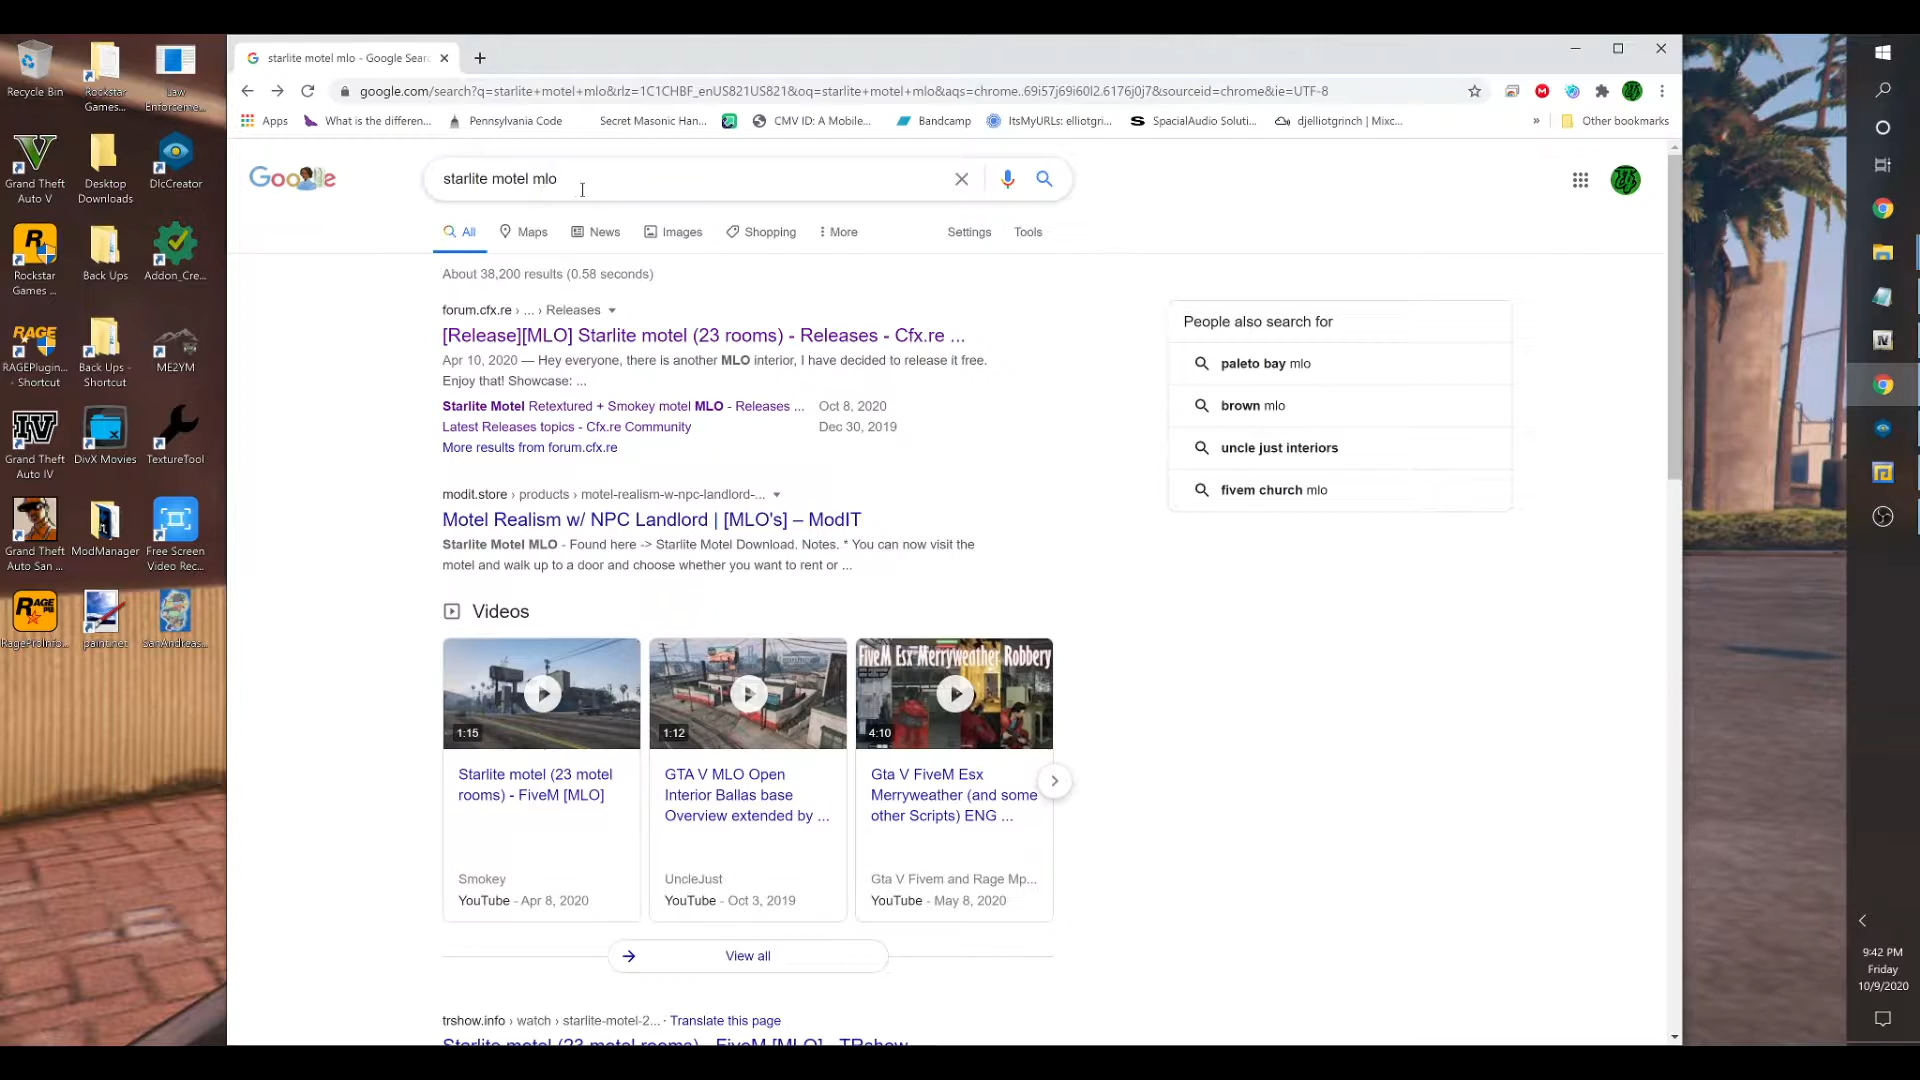 Recycle Bin
Rockstar Games...
Law Enforceme...
Grand Theft Auto V
Desktop Downloads
DlcCreator
Rockstar Games ...
Back Ups
Addon_Cre...
RAGEPlugin... - Shortcut
Back Ups - Shortcut
ME2YM
Grand Theft Auto IV
DivX Movies
TextureTool
Grand Theft Auto San ...
ModManager
Free Screen Video Rec...
paint.net
starlite motel mlo - Google Searc
google.com/search?q=starlite+motel+mlo&rlz=1C1CHBF_enUS821US821&oq=starlite+motel+mlo&aqs=chrome..69i57j69i60l2.6176j0j7&sourceid=chrome&ie=UTF-8
Apps
What is the differen...
Pennsylvania Code
Secret Masonic Han...
CMV ID: A Mobile...
Bandcamp
ItsMyURLs: elliotgri...
SpacialAudio Soluti...
djelliotgrinch | Mixc...
»
Other bookmarks
starlite motel mlo
All
Maps
News
Images
Shopping
More
Settings
Tools
About 38,200 results (0.58 seconds)
forum.cfx.re › ... › Releases
[Release][MLO] Starlite motel (23 rooms) - Releases - Cfx.re ...
Apr 10, 2020 — Hey everyone, there is another MLO interior, I have decided to release it free.
Enjoy that! Showcase: ...
Starlite Motel Retextured + Smokey motel MLO - Releases ... Oct 8, 2020
Latest Releases topics - Cfx.re Community Dec 30, 2019
More results from forum.cfx.re
modit.store › products › motel-realism-w-npc-landlord-...
Motel Realism w/ NPC Landlord | [MLO's] – ModIT
Starlite Motel MLO - Found here -> Starlite Motel Download. Notes. * You can now visit the
motel and walk up to a door and choose whether you want to rent or ...
Videos
1:15
1:12
FiveM Esx Merryweather Robbery
4:10
Starlite motel (23 motel
rooms) - FiveM [MLO]
Smokey
YouTube - Apr 8, 2020
GTA V MLO Open
Interior Ballas base
Overview extended by ...
UncleJust
YouTube - Oct 3, 2019
Gta V FiveM Esx
Merryweather (and some
other Scripts) ENG ...
Gta V Fivem and Rage Mp...
YouTube - May 8, 2020
View all
trshow.info › watch › starlite-motel-2... · Translate this page
Starlite motel (23 motel rooms) - FiveM [MLO] - TRshow
People also search for
paleto bay mlo
brown mlo
uncle just interiors
fivem church mlo
9:42 PM
Friday
10/9/2020